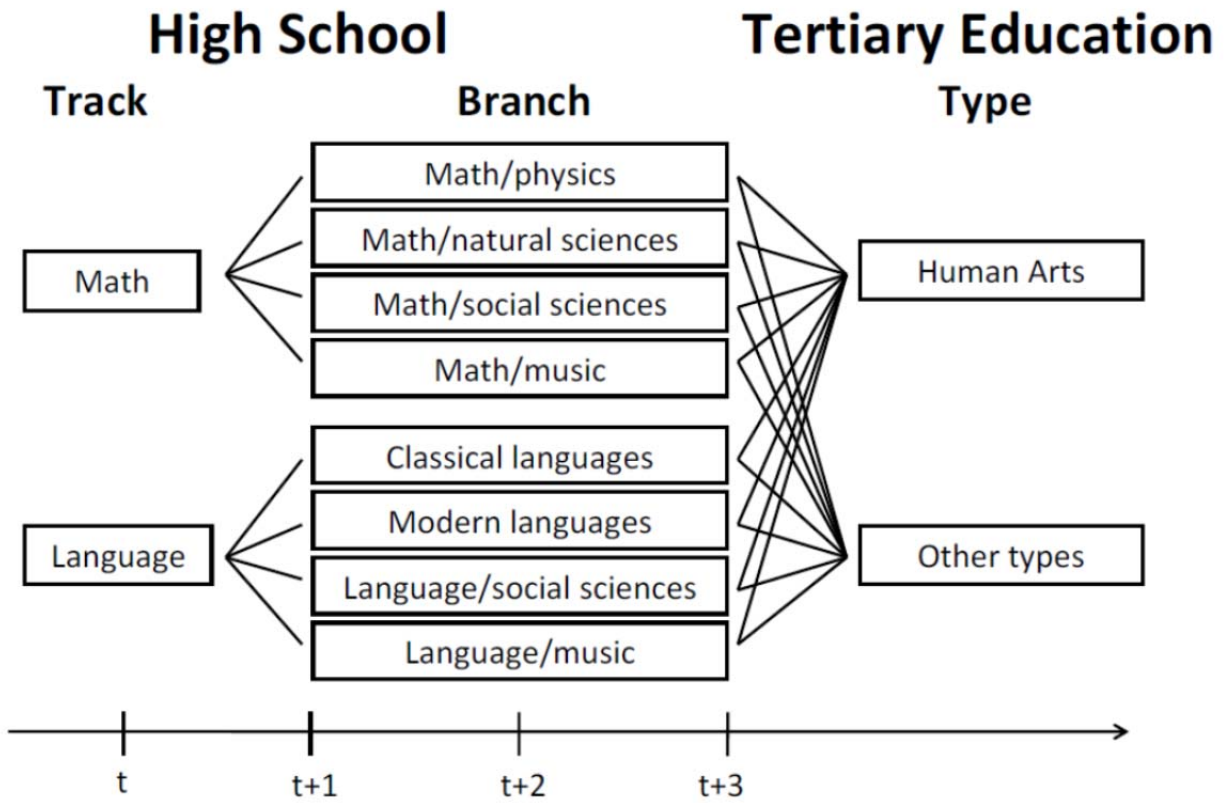 High School
Tertiary Education
Track
Branch
Type
Math/physics
Math/natural sciences
Math/social sciences
Math/music
Math
Human Arts
Classical languages
Modern languages
Language/social sciences
Language/music
Language
Other types
t
t+1
t+2
t+3